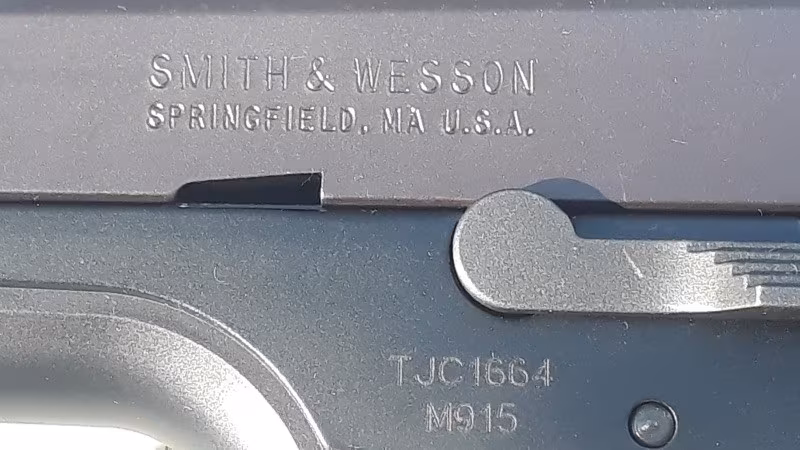 SMITH & WESSON
SPRINGFIELD, MA U.S.A.
TJC1664
M915